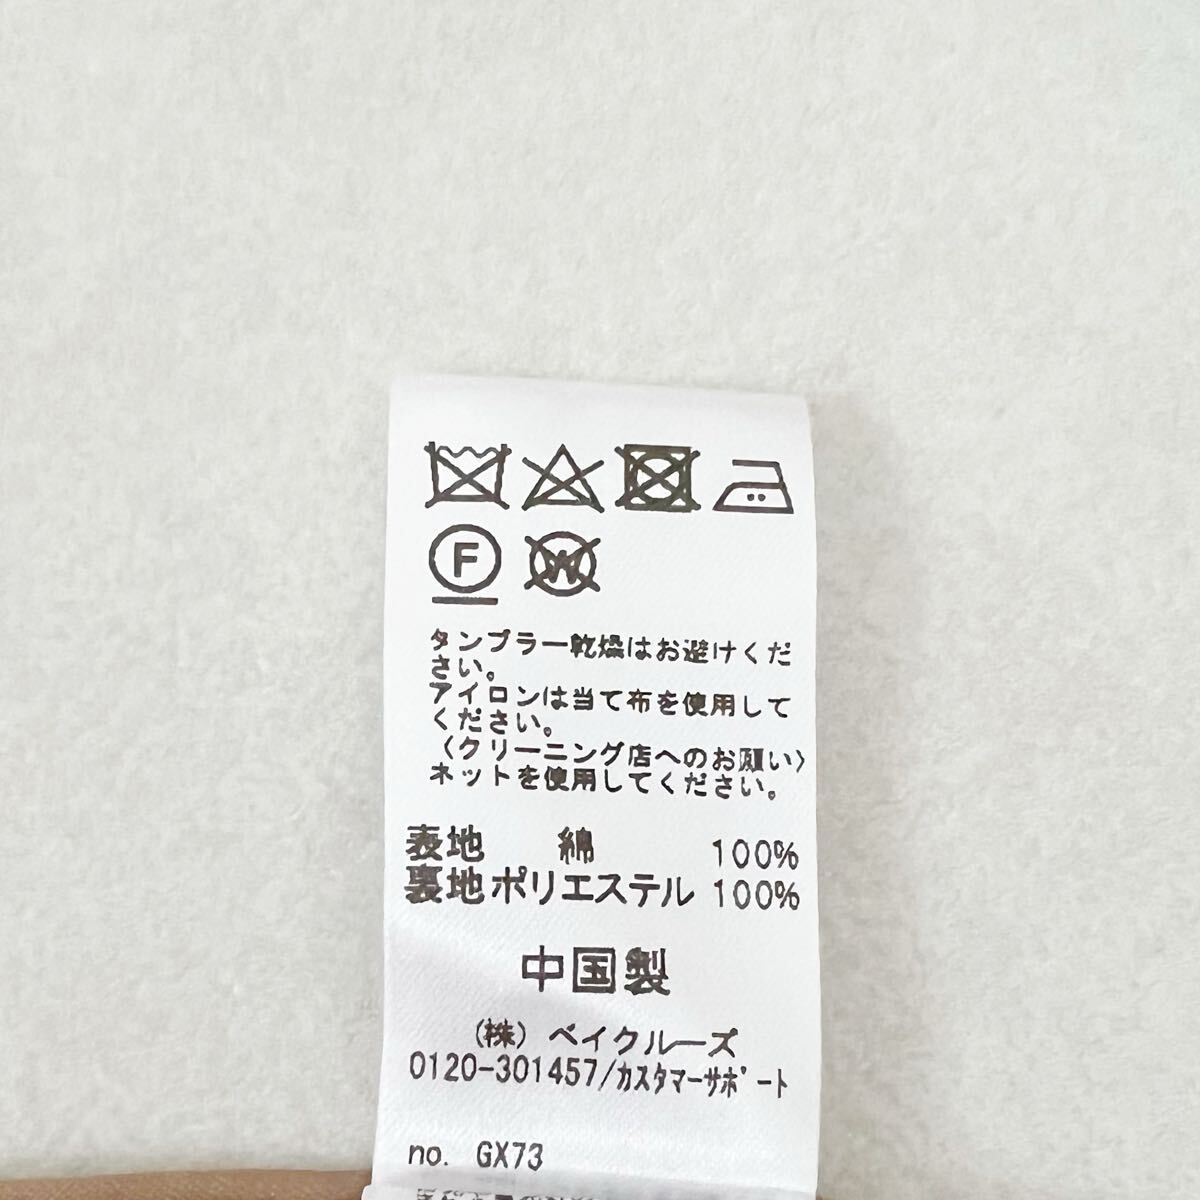 F W
タンブラー乾燥はお避けくだ
さい。
アイロンは当て布を使用して
ください。
〈クリーニング店へのお願い〉
ネットを使用してください。
表地 綿 100%
裏地 ポリエステル 100%
中国製
(株) ベイクルーズ
0120-301457/カスタマーサポート
no. GX73